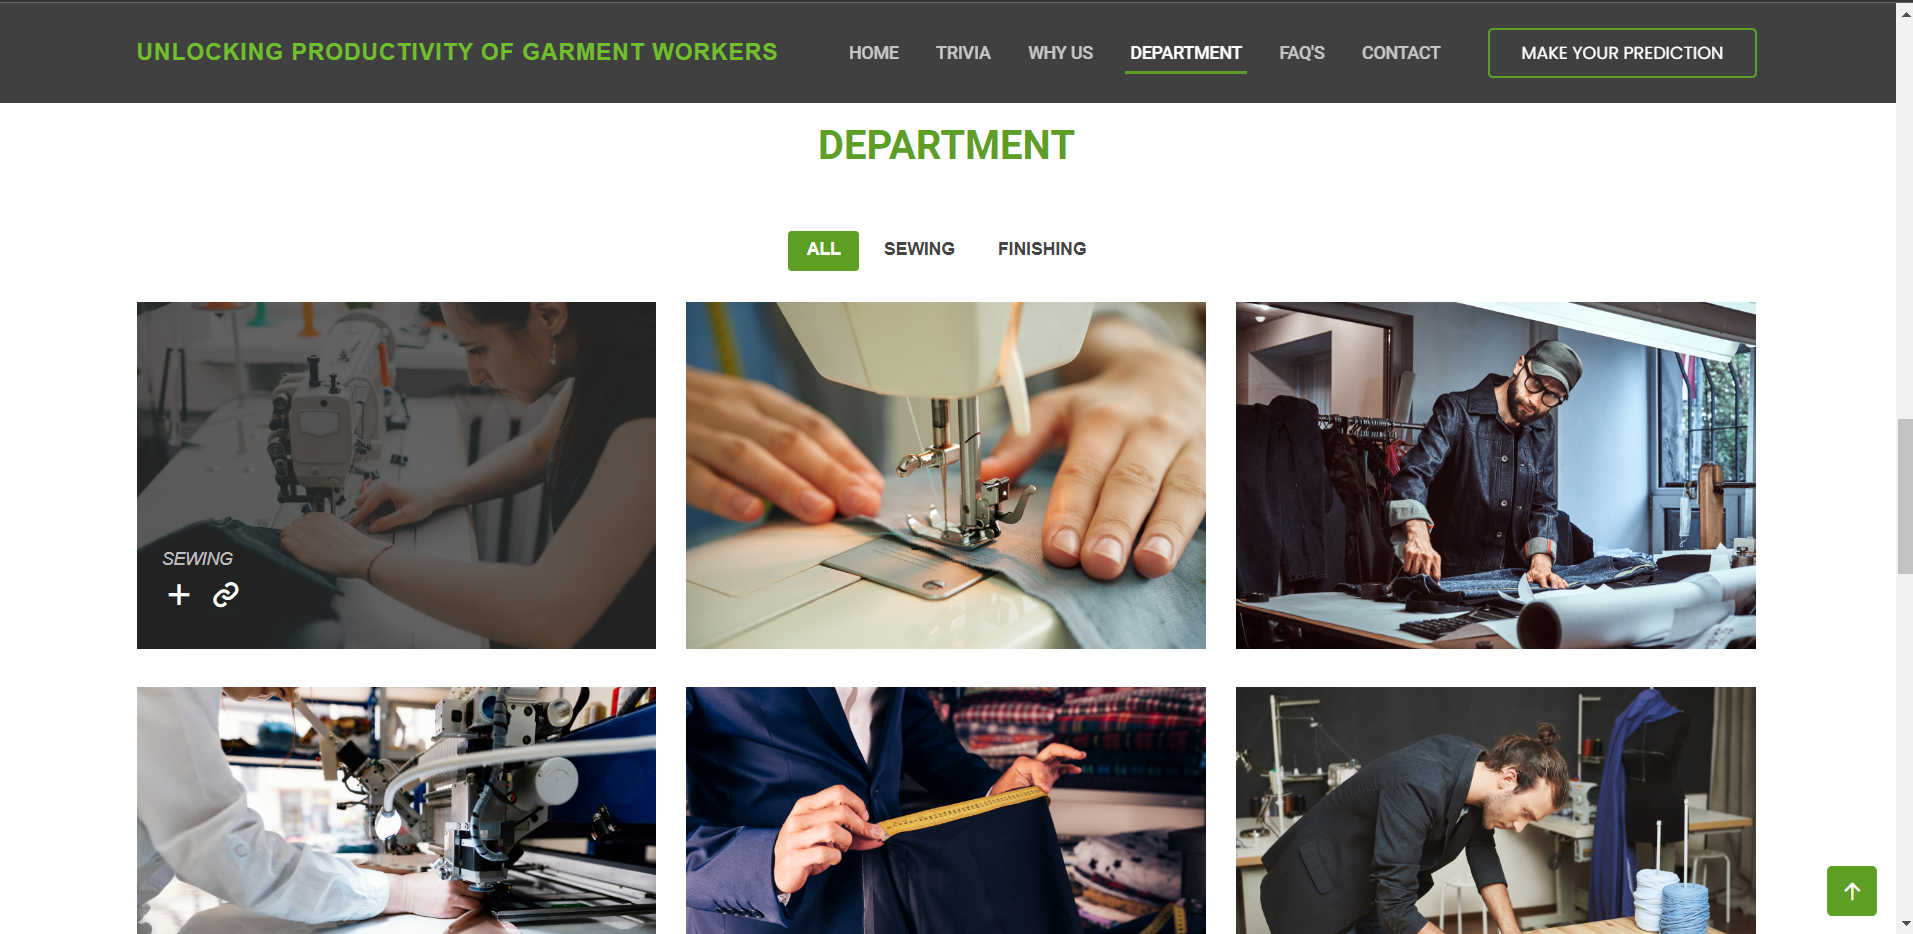 UNLOCKING PRODUCTIVITY OF GARMENT WORKERS
HOME TRIVIA WHY US DEPARTMENT FAQ'S CONTACT MAKE YOUR PREDICTION
DEPARTMENT
ALL SEWING FINISHING
SEWING